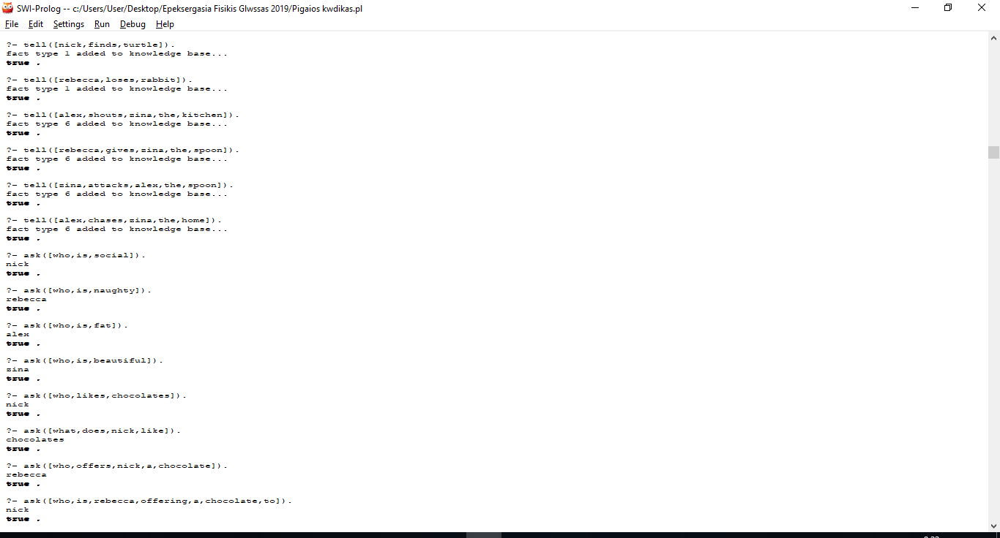 SWI-Prolog -- c:/Users/User/Desktop/Epeksergasia Fisikis Glwssas 2019/Pigaios kwdikas.pl
File Edit Settings Run Debug Help
?- tell([nick,finds,turtle]).
fact type 1 added to knowledge base...
true .
?- tell([rebecca,loses,rabbit]).
fact type 1 added to knowledge base...
true .
?- tell([alex,shouts,zina,the,kitchen]).
fact type 6 added to knowledge base...
true .
?- tell([rebecca,gives,zina,the,spoon]).
fact type 6 added to knowledge base...
true .
?- tell([zina,attacks,alex,the,spoon]).
fact type 6 added to knowledge base...
true .
?- tell([alex,chases,zina,the,home]).
fact type 6 added to knowledge base...
true .
?- ask([who,is,social]).
nick
true .
?- ask([who,is,naughty]).
rebecca
true .
?- ask([who,is,fat]).
alex
true .
?- ask([who,is,beautiful]).
zina
true .
?- ask([who,likes,chocolates]).
nick
true .
?- ask([what,does,nick,like]).
chocolates
true .
?- ask([who,offers,nick,a,chocolate]).
rebecca
true .
?- ask([who,is,rebecca,offering,a,chocolate,to]).
nick
true .